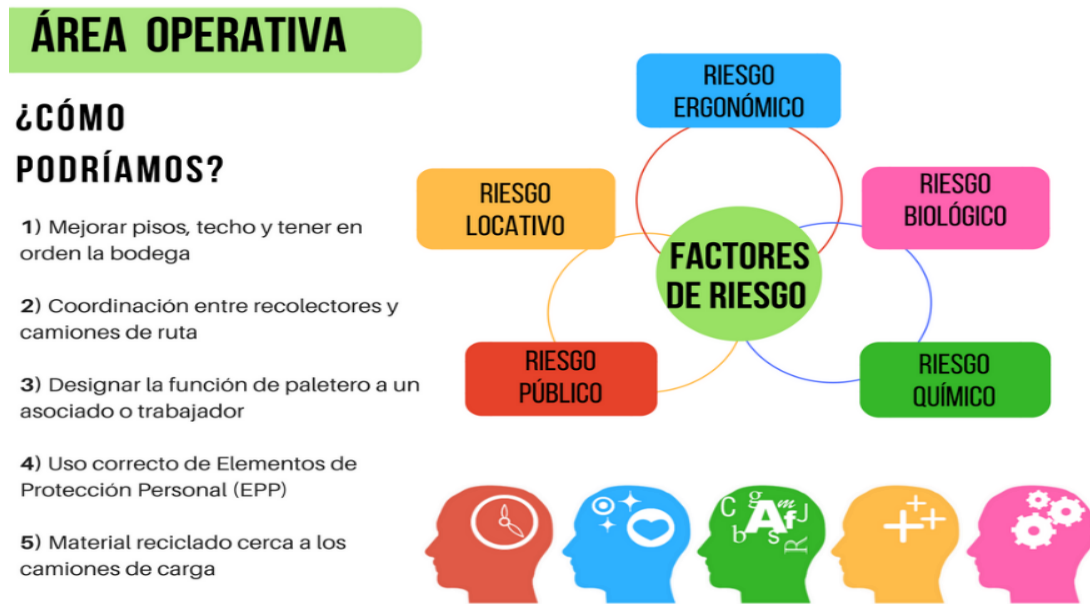 ÁREA OPERATIVA
¿CÓMO
PODRÍAMOS?
1) Mejorar pisos, techo y tener en
orden la bodega
2) Coordinación entre recolectores y
camiones de ruta
3) Designar la función de paletero a un
asociado o trabajador
4) Uso correcto de Elementos de
Protección Personal (EPP)
5) Material reciclado cerca a los
camiones de carga
RIESGO
ERGONÓMICO
RIESGO
LOCATIVO
RIESGO
BIOLÓGICO
FACTORES
DE RIESGO
RIESGO
PÚBLICO
RIESGO
QUÍMICO
C g m J
b A f s R